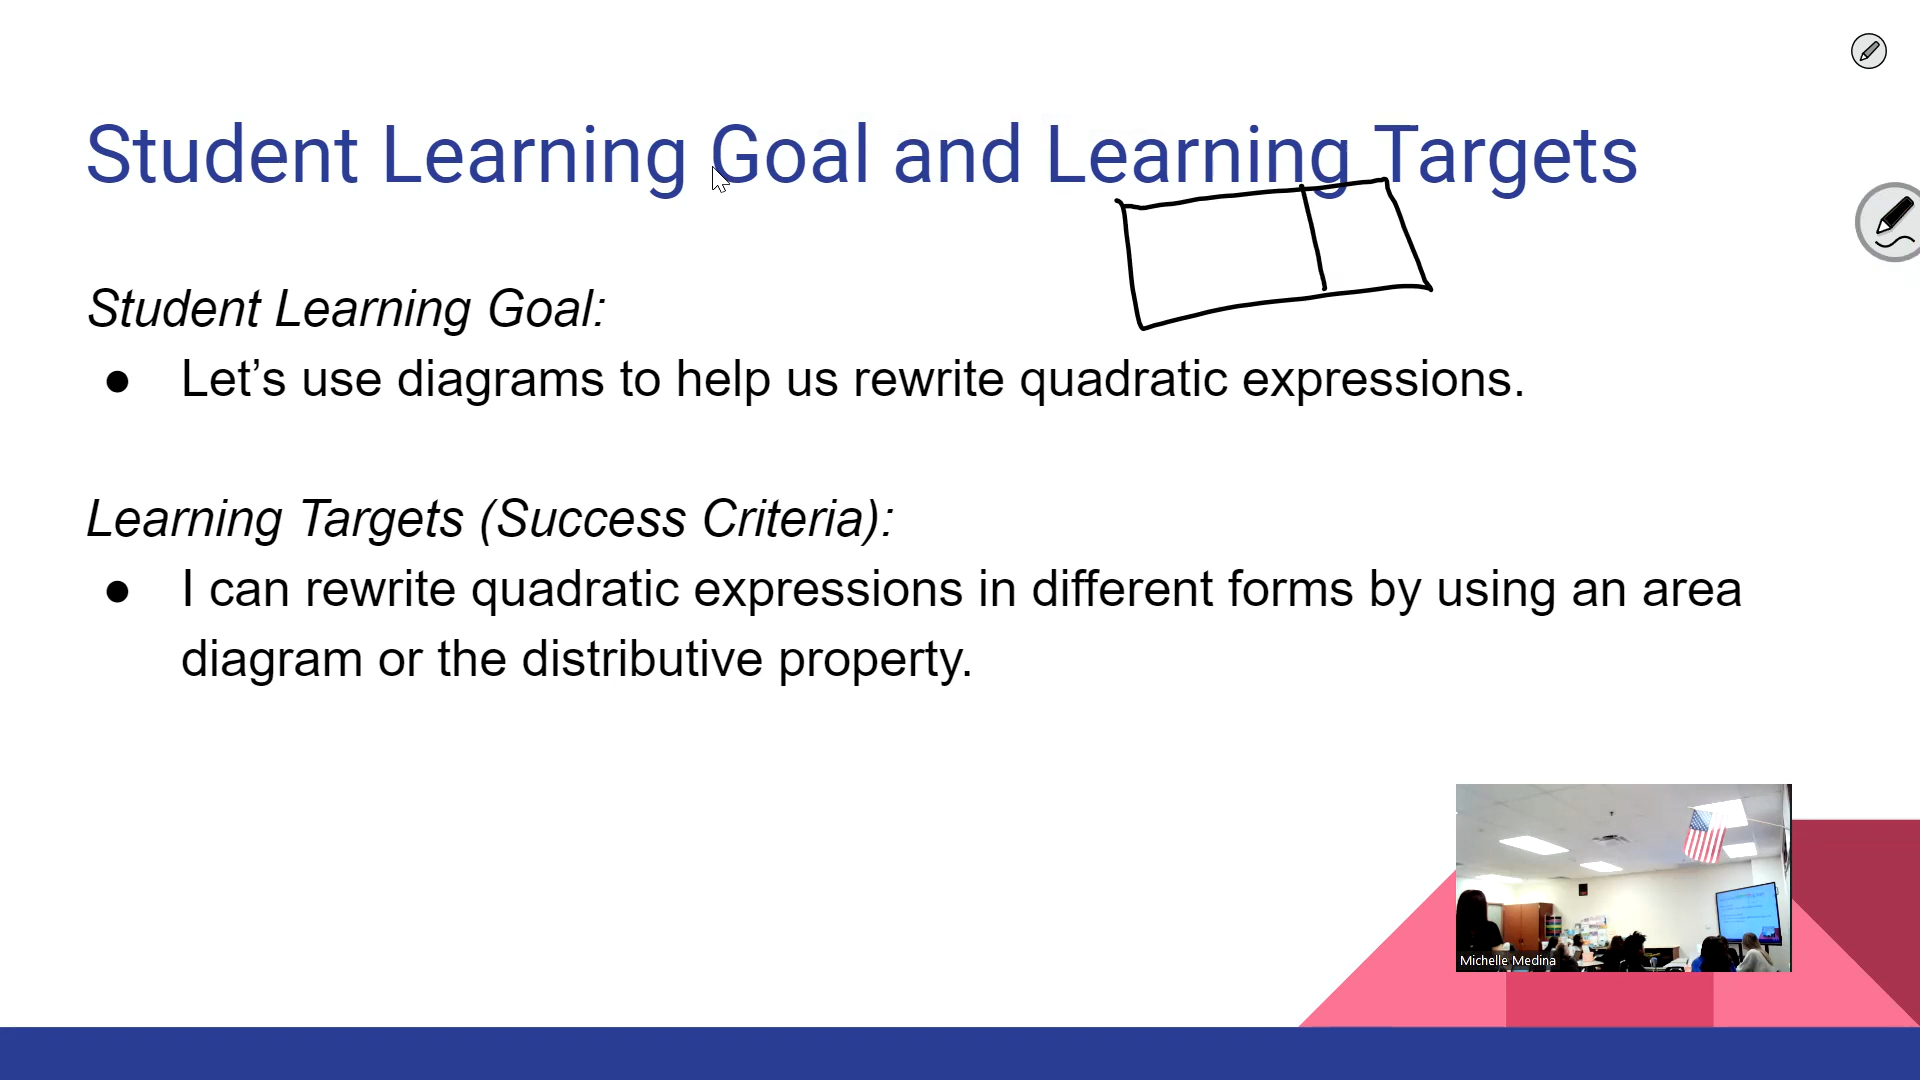 Student Learning Goal and Learning Targets
Student Learning Goal:
● Let’s use diagrams to help us rewrite quadratic expressions.
Learning Targets (Success Criteria):
● I can rewrite quadratic expressions in different forms by using an area
diagram or the distributive property.
Michelle Medina